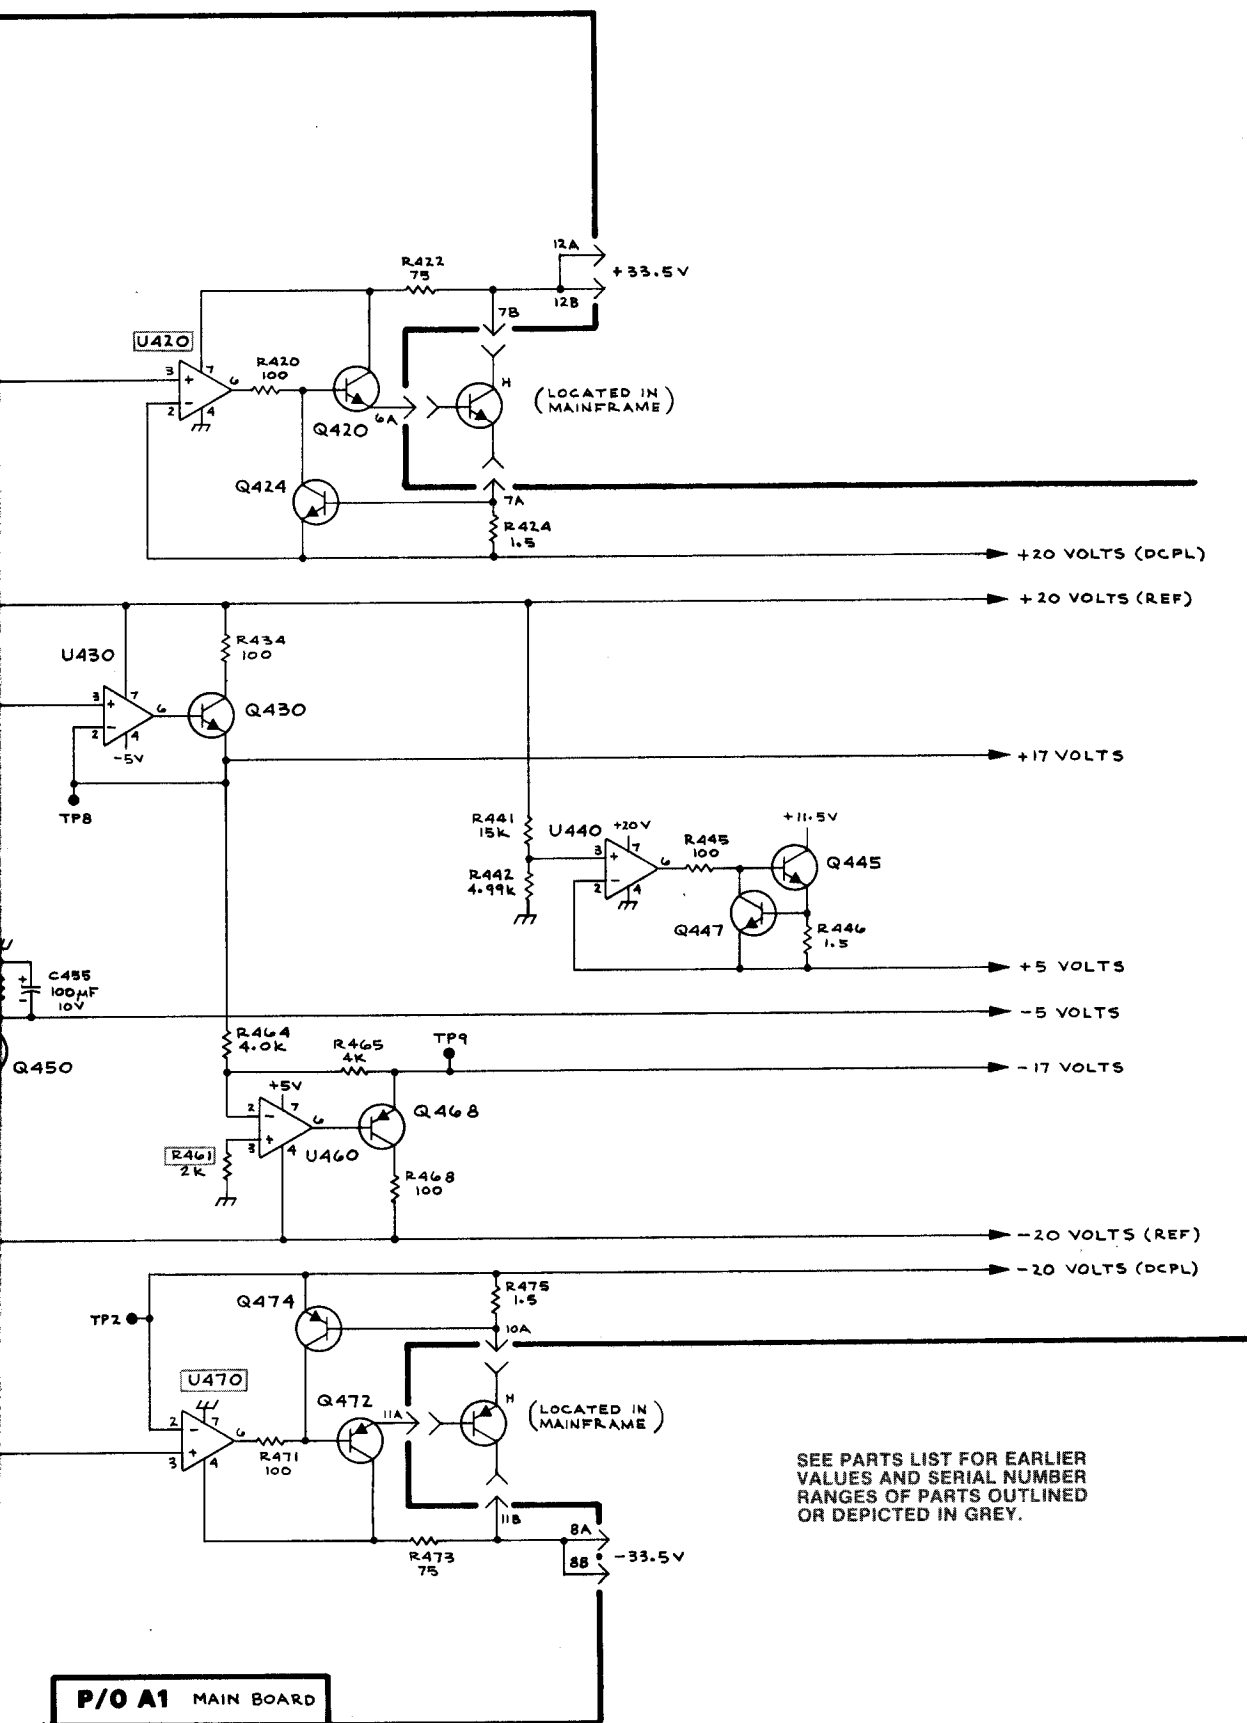 12A
+33.5V
12B
R422
75
7B
U420
7
3
+
-
2
4
6
R420
100
Q420
6A
H
(LOCATED IN
MAINFRAME)
Q424
7A
R424
1.5
+20 VOLTS (DCPL)
+20 VOLTS (REF)
R434
100
U430
3
+
7
-
2
4
6
-5V
Q430
TP8
+17 VOLTS
R441
15K
U440
+20V
7
3
+
-
2
4
6
R442
4.99K
R445
100
+11.5V
Q445
Q447
R446
1.5
+5 VOLTS
C455
100µF
10V
+
-
-5 VOLTS
Q450
R464
4.0K
R465
4K
TP9
-17 VOLTS
+5V
7
2
-
+
3
4
6
U460
Q468
R461
2K
R468
100
-20 VOLTS (REF)
-20 VOLTS (DCPL)
Q474
R475
1.5
TP2
10A
U470
7
2
-
+
3
4
6
R471
100
Q472
11A
H
(LOCATED IN
MAINFRAME)
11B
R473
75
8A
8B
-33.5V
SEE PARTS LIST FOR EARLIER
VALUES AND SERIAL NUMBER
RANGES OF PARTS OUTLINED
OR DEPICTED IN GREY.
P/O A1 MAIN BOARD